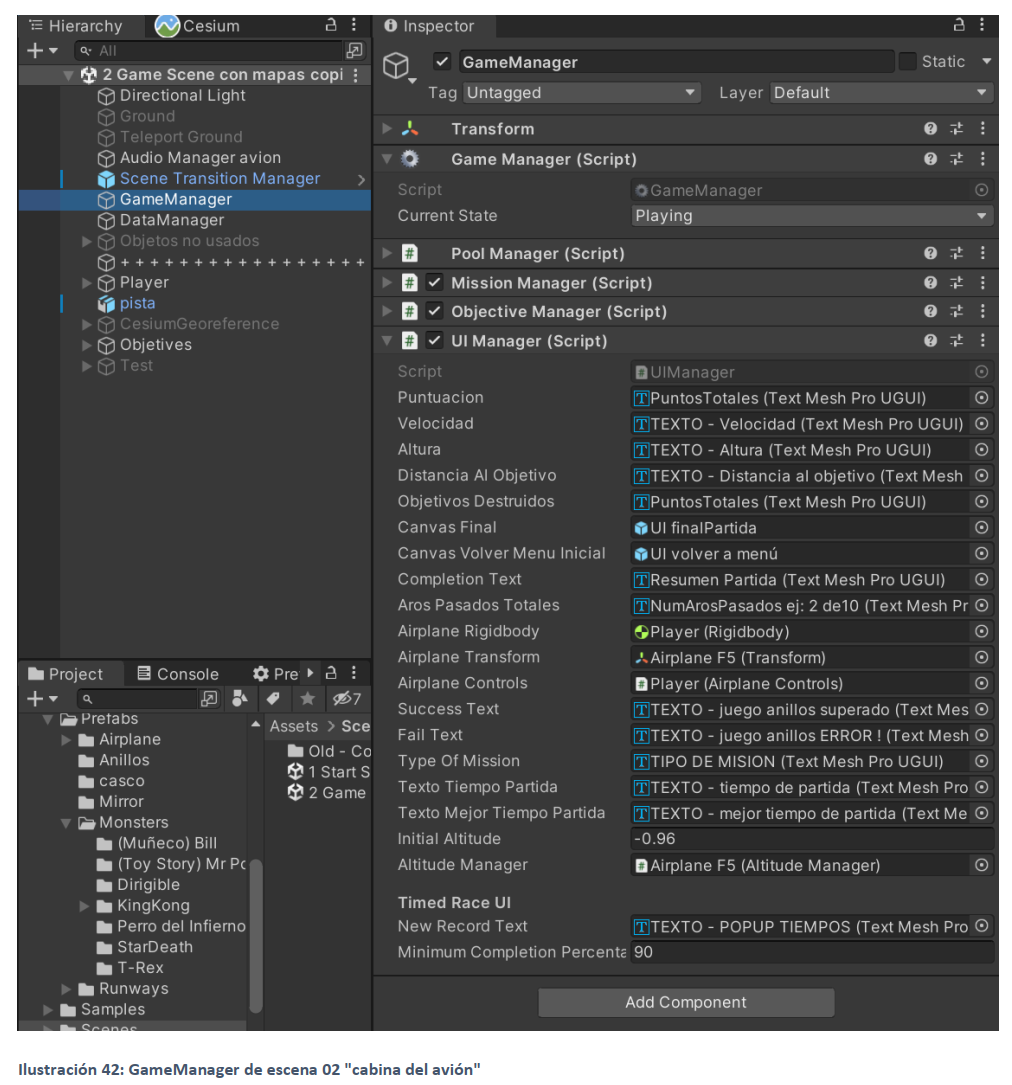 Hierarchy
Cesium
All
2 Game Scene con mapas copi
Directional Light
Ground
Teleport Ground
Audio Manager avion
Scene Transition Manager
GameManager
DataManager
Objetos no usados
+ + + + + + + + + + + + + + + + +
Player
pista
CesiumGeoreference
Objetives
Test
Project
Console
Pre
7
Prefabs
Airplane
Anillos
casco
Mirror
Monsters
(Muñeco) Bill
(Toy Story) Mr Pc
Dirigible
KingKong
Perro del Infierno
StarDeath
T-Rex
Runways
Samples
Scenes
Assets > Sce
Old - Co
1 Start S
2 Game
Inspector
GameManager
Static
Tag Untagged
Layer Default
Transform
Game Manager (Script)
Script GameManager
Current State Playing
Pool Manager (Script)
Mission Manager (Script)
Objective Manager (Script)
UI Manager (Script)
Script UIManager
Puntuacion PuntosTotales (Text Mesh Pro UGUI)
Velocidad TEXTO - Velocidad (Text Mesh Pro UGUI)
Altura TEXTO - Altura (Text Mesh Pro UGUI)
Distancia Al Objetivo TEXTO - Distancia al objetivo (Text Mesh
Objetivos Destruidos PuntosTotales (Text Mesh Pro UGUI)
Canvas Final UI finalPartida
Canvas Volver Menu Inicial UI volver a menú
Completion Text Resumen Partida (Text Mesh Pro UGUI)
Aros Pasados Totales NumArosPasados ej: 2 de10 (Text Mesh Pr
Airplane Rigidbody Player (Rigidbody)
Airplane Transform Airplane F5 (Transform)
Airplane Controls Player (Airplane Controls)
Success Text TEXTO - juego anillos superado (Text Mes
Fail Text TEXTO - juego anillos ERROR ! (Text Mesh
Type Of Mission TIPO DE MISION (Text Mesh Pro UGUI)
Texto Tiempo Partida TEXTO - tiempo de partida (Text Mesh Pro
Texto Mejor Tiempo Partida TEXTO - mejor tiempo de partida (Text Me
Initial Altitude -0.96
Altitude Manager Airplane F5 (Altitude Manager)
Timed Race UI
New Record Text TEXTO - POPUP TIEMPOS (Text Mesh Pro
Minimum Completion Percenta 90
Add Component
Ilustración 42: GameManager de escena 02 "cabina del avión"